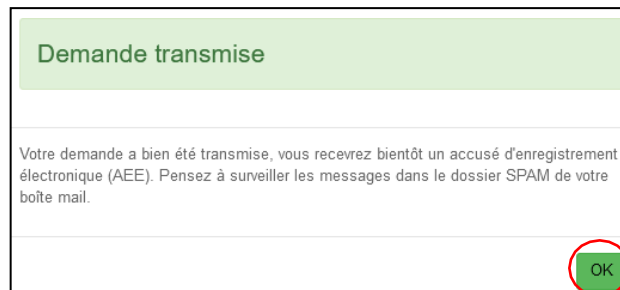 Demande transmise
Votre demande a bien été transmise, vous recevrez bientôt un accusé d'enregistrement
électronique (AEE). Pensez à surveiller les messages dans le dossier SPAM de votre
boîte mail.
OK